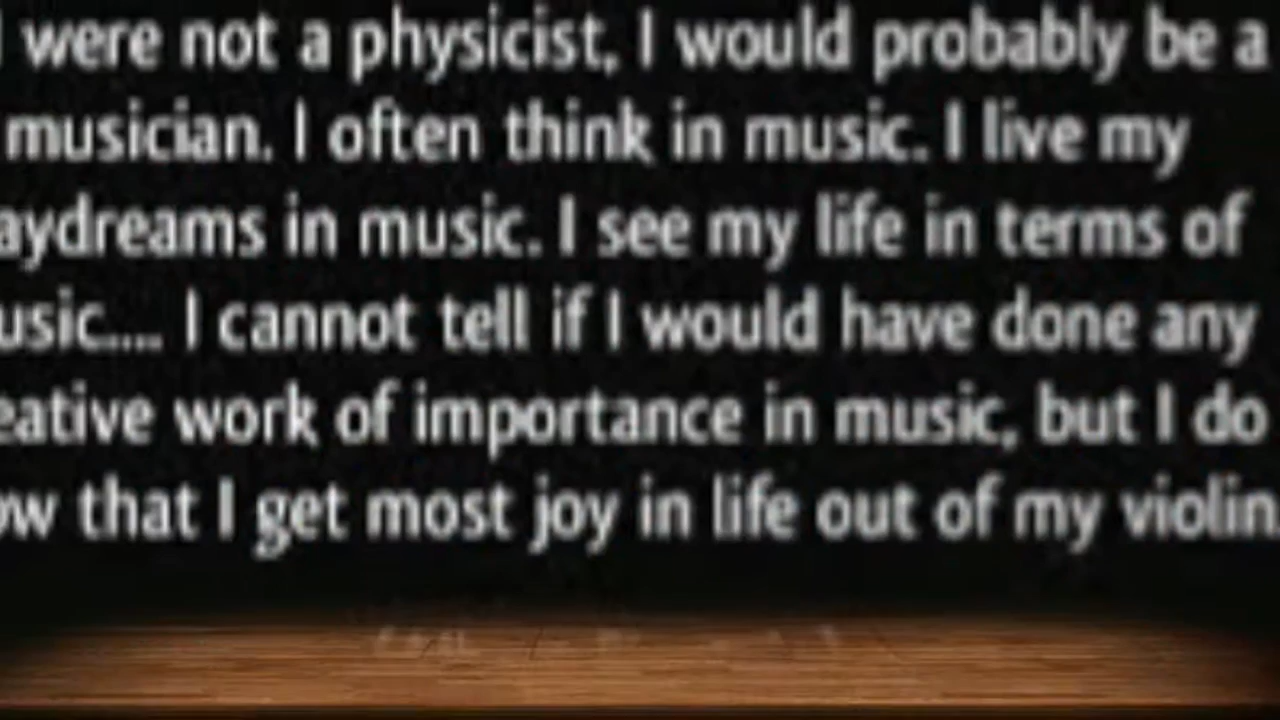 were not a physicist, I would probably be a
musician. I often think in music. I live my
aydreams in music. I see my life in terms of
usic.... I cannot tell if I would have done any
eative work of importance in music, but I do
ow that I get most joy in life out of my violin